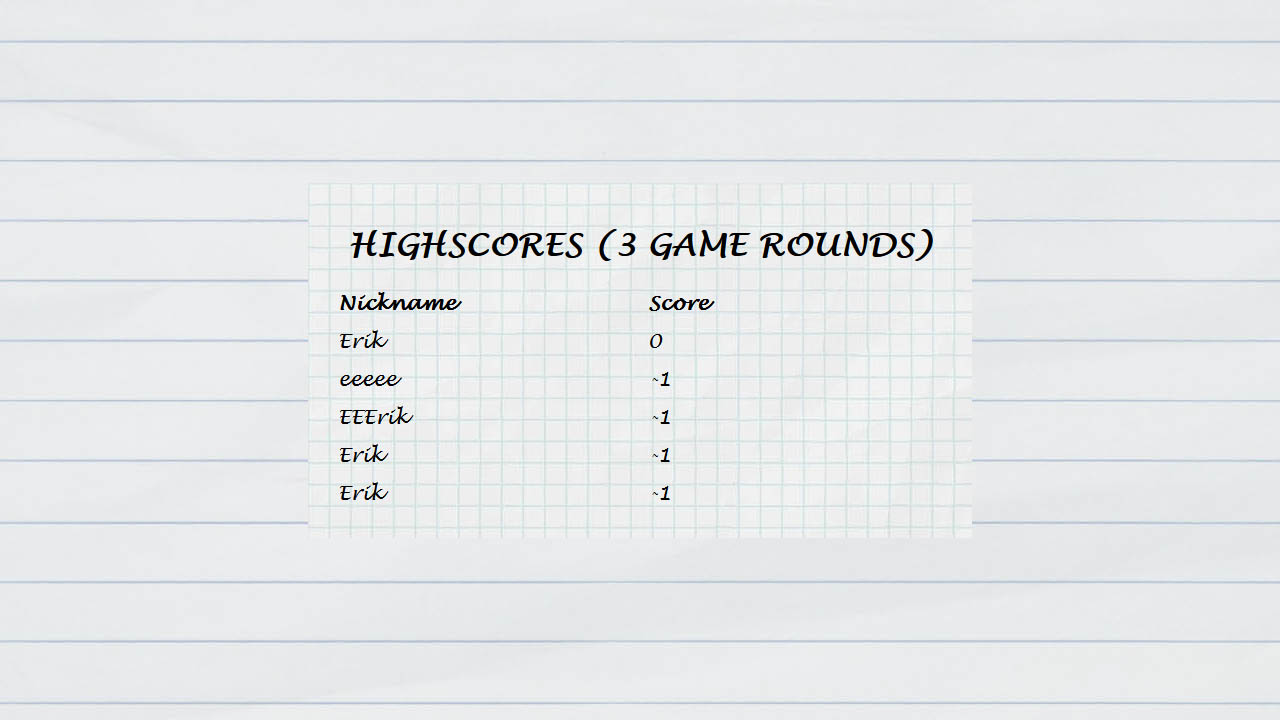 HIGHSCORES (3 GAME ROUNDS)
Nickname Score
Erik 0
eeeee -1
EEErik -1
Erik -1
Erik -1